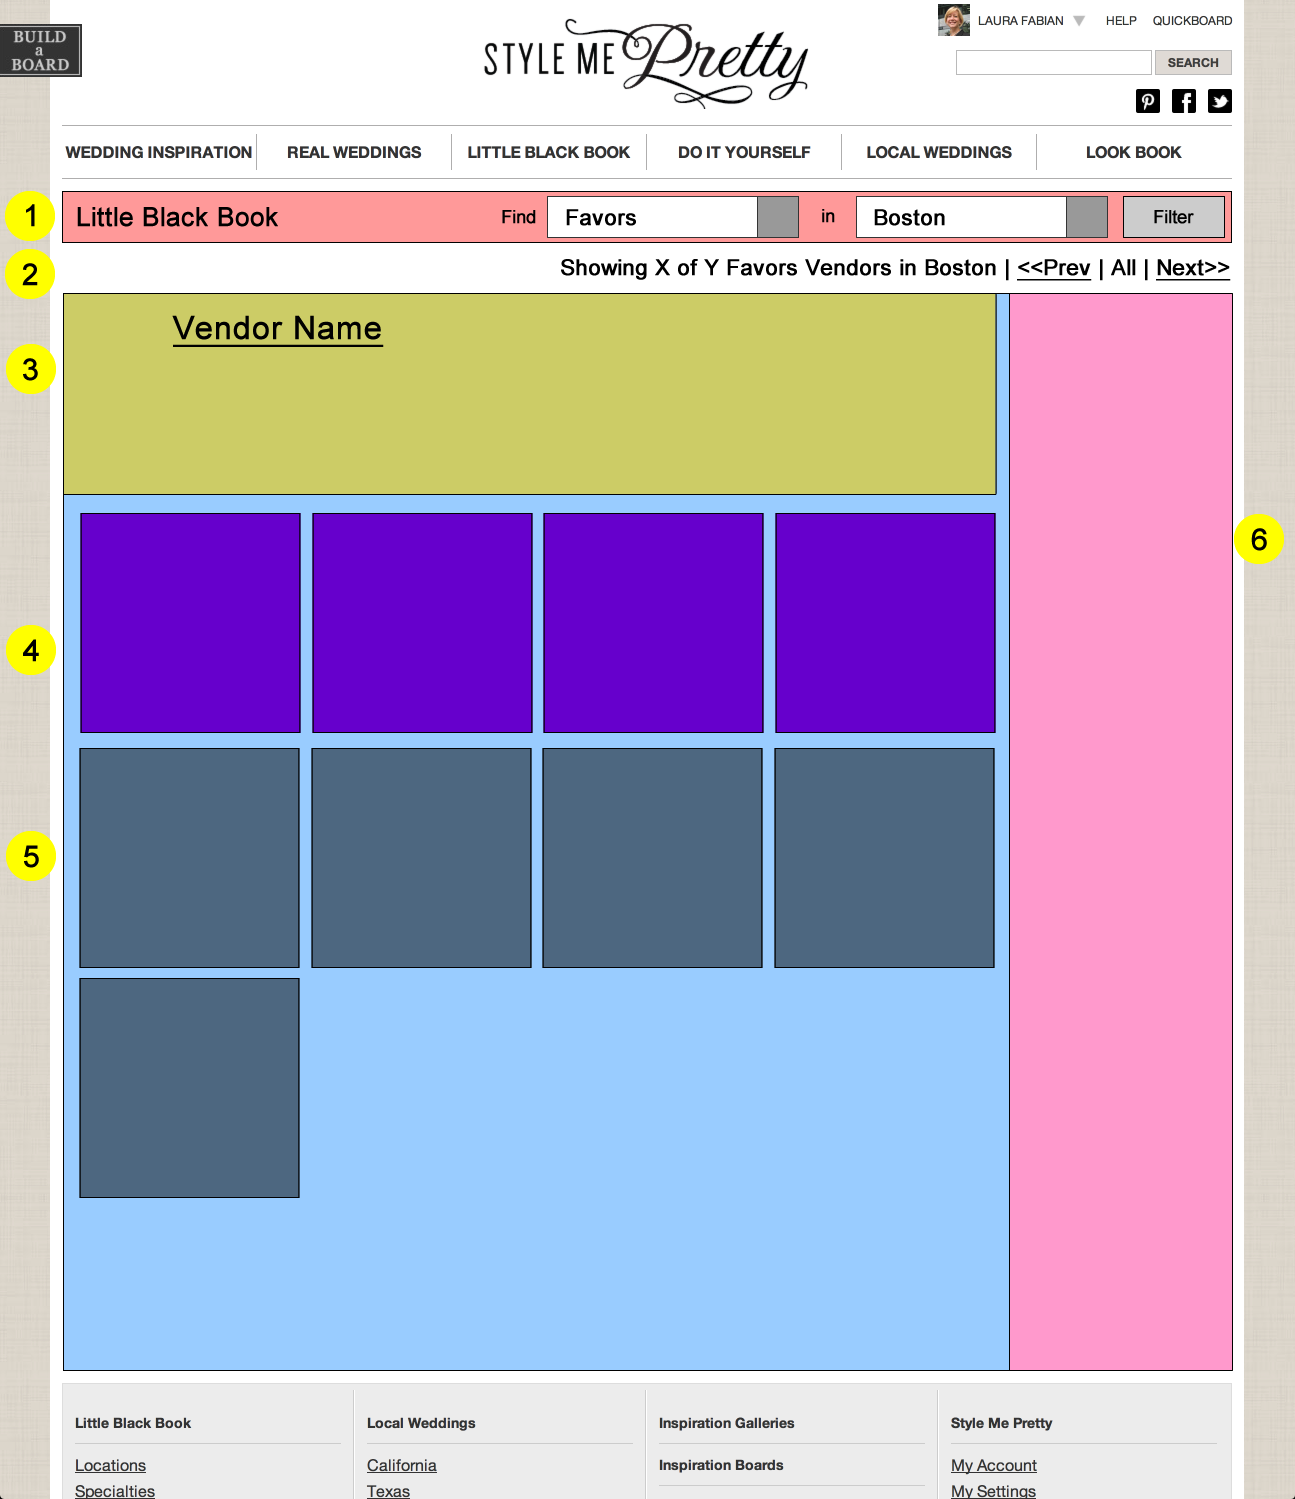 BUILD
a
BOARD
STYLE ME Pretty
LAURA FABIAN HELP QUICKBOARD
SEARCH
WEDDING INSPIRATION REAL WEDDINGS LITTLE BLACK BOOK DO IT YOURSELF LOCAL WEDDINGS LOOK BOOK
1 Little Black Book Find Favors in Boston Filter
2 Showing X of Y Favors Vendors in Boston | <<Prev | All | Next>>
Vendor Name
3
6
4
5
Little Black Book Local Weddings Inspiration Galleries Style Me Pretty
Locations California Inspiration Boards My Account
Specialties Texas My Settings